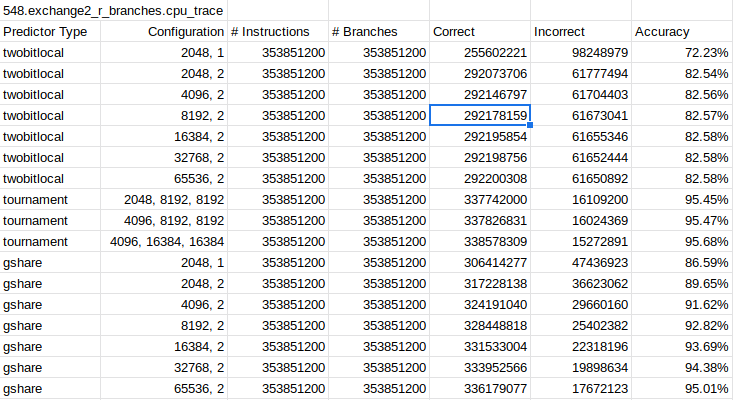 548.exchange2_r_branches.cpu_trace
Predictor Type Configuration # Instructions # Branches Correct Incorrect Accuracy
twobitlocal 2048, 1 353851200 353851200 255602221 98248979 72.23%
twobitlocal 2048, 2 353851200 353851200 292073706 61777494 82.54%
twobitlocal 4096, 2 353851200 353851200 292146797 61704403 82.56%
twobitlocal 8192, 2 353851200 353851200 292178159 61673041 82.57%
twobitlocal 16384, 2 353851200 353851200 292195854 61655346 82.58%
twobitlocal 32768, 2 353851200 353851200 292198756 61652444 82.58%
twobitlocal 65536, 2 353851200 353851200 292200308 61650892 82.58%
tournament 2048, 8192, 8192 353851200 353851200 337742000 16109200 95.45%
tournament 4096, 8192, 8192 353851200 353851200 337826831 16024369 95.47%
tournament 4096, 16384, 16384 353851200 353851200 338578309 15272891 95.68%
gshare 2048, 1 353851200 353851200 306414277 47436923 86.59%
gshare 2048, 2 353851200 353851200 317228138 36623062 89.65%
gshare 4096, 2 353851200 353851200 324191040 29660160 91.62%
gshare 8192, 2 353851200 353851200 328448818 25402382 92.82%
gshare 16384, 2 353851200 353851200 331533004 22318196 93.69%
gshare 32768, 2 353851200 353851200 333952566 19898634 94.38%
gshare 65536, 2 353851200 353851200 336179077 17672123 95.01%